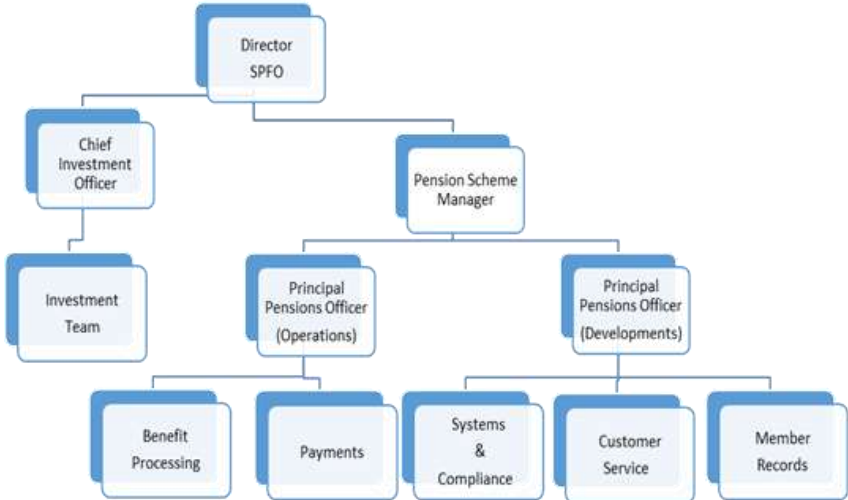 Director
SPFO
Chief
Investment
Officer
Pension Scheme
Manager
Investment
Team
Principal
Pensions Officer
(Operations)
Principal
Pensions Officer
(Developments)
Benefit
Processing
Payments
Systems
&
Compliance
Customer
Service
Member
Records